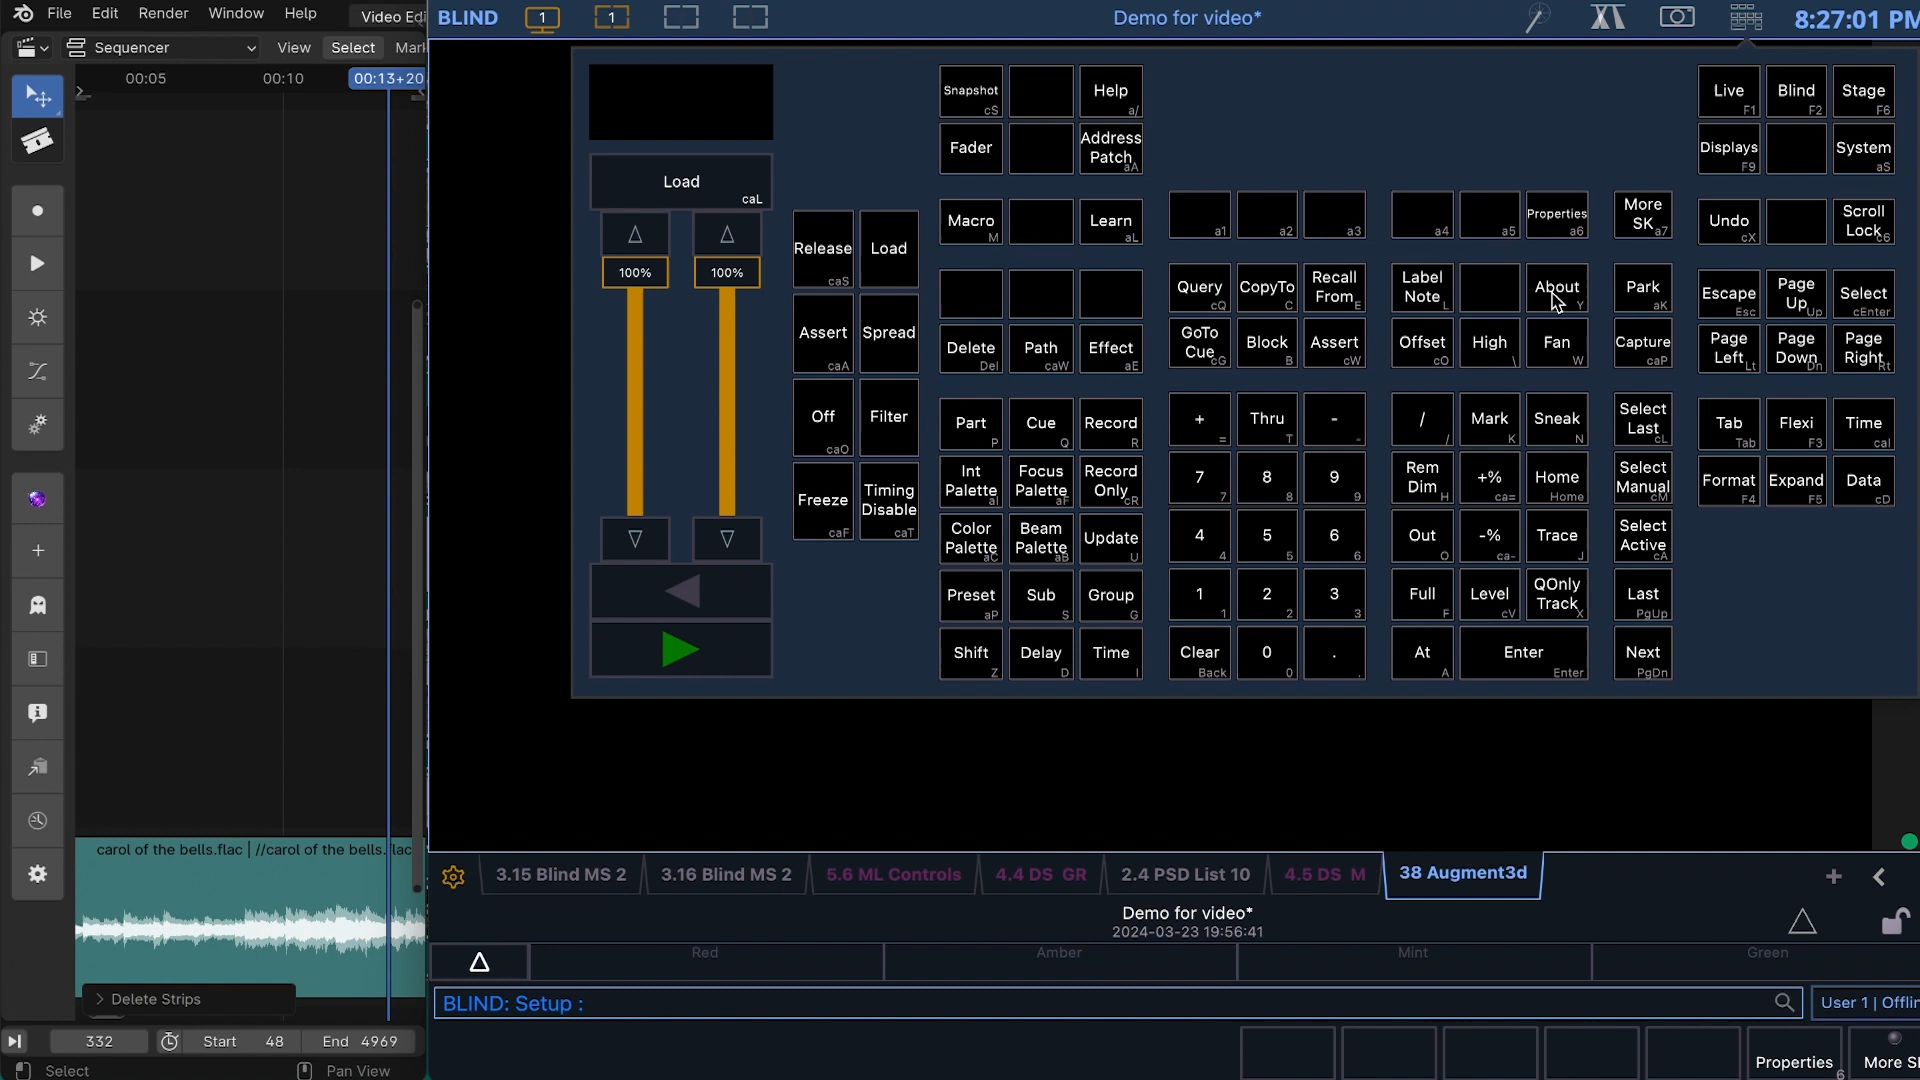 File Edit Render Window Help Video Ed
Sequencer View Select Mar
00:05 00:10 00:13+20
carol of the bells.flac | //carol of the bells.flac
Delete Strips
332 Start 48 End 4969
Select Pan View
BLIND 1 1 Demo for video* 8:27:01 PM
Load caL
100% 100%
Release caS Load
Assert caA Spread
Off caO Filter
Freeze caF Timing Disable caT
Snapshot cS Help a/
Fader Address Patch aA
Macro M Learn aL
Delete Del Path caW Effect aE
Part P Cue Q Record R
Int Palette aI Focus Palette aF Record Only cR
Color Palette aC Beam Palette aB Update U
Preset aP Sub S Group G
Shift Z Delay D Time I
a1 a2 a3 a4 a5 Properties a6 More SK a7
Query cQ CopyTo C Recall From E Label Note L About Y Park aK
GoTo Cue cG Block B Assert cW Offset cO High \ Fan W Capture caP
+ = Thru T - - / / Mark K Sneak N Select Last cL
7 7 8 8 9 9 Rem Dim H +% ca= Home Home Select Manual cM
4 4 5 5 6 6 Out O -% ca- Trace J Select Active cA
1 1 2 2 3 3 Full F Level cV QOnly Track X Last PgUp
Clear Back 0 0 . . At A Enter Enter Next PgDn
Live F1 Blind F2 Stage F6
Displays F9 System aS
Undo cX Scroll Lock c6
Escape Esc Page Up Up Select cEnter
Page Left Lt Page Down Dn Page Right Rt
Tab Tab Flexi F3 Time caI
Format F4 Expand F5 Data cD
3.15 Blind MS 2 3.16 Blind MS 2 5.6 ML Controls 4.4 DS GR 2.4 PSD List 10 4.5 DS M 38 Augment3d
Demo for video*
2024-03-23 19:56:41
Red Amber Mint Green
BLIND: Setup : User 1 | Offlin
Properties 6 More S